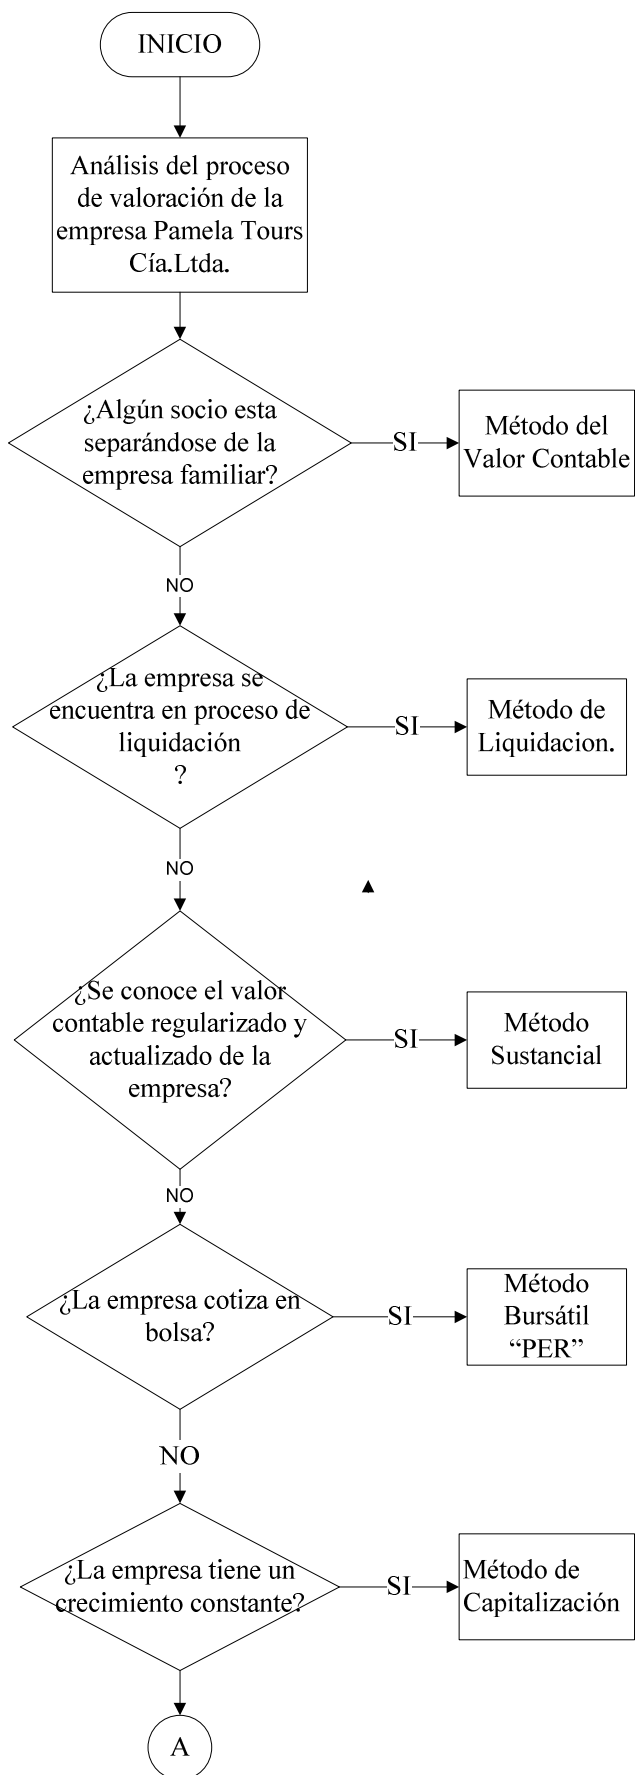 INICIO
Análisis del proceso
de valoración de la
empresa Pamela Tours
Cía.Ltda.
¿Algún socio esta
separándose de la
empresa familiar?
SI
Método del
Valor Contable
NO
¿La empresa se
encuentra en proceso de
liquidación
?
SI
Método de
Liquidacion.
NO
¿Se conoce el valor
contable regularizado y
actualizado de la
empresa?
SI
Método
Sustancial
NO
¿La empresa cotiza en
bolsa?
SI
Método
Bursátil
“PER”
NO
¿La empresa tiene un
crecimiento constante?
SI
Método de
Capitalización
A